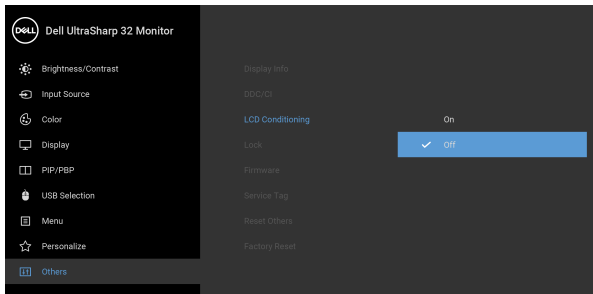 DELL
Dell UltraSharp 32 Monitor
Brightness/Contrast
Input Source
Color
Display
PIP/PBP
USB Selection
Menu
Personalize
Others
Display Info
DDC/CI
LCD Conditioning
Lock
Firmware
Service Tag
Reset Others
Factory Reset
On
Off